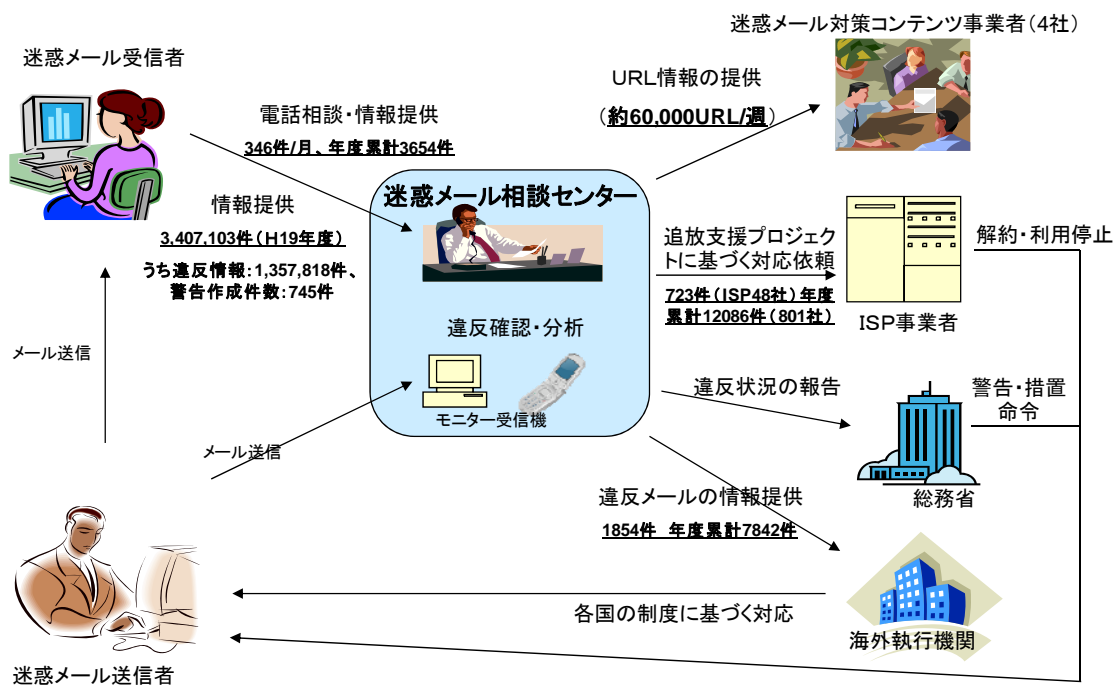 迷惑メール対策コンテンツ事業者（4社）
迷惑メール受信者
URL情報の提供
（約60,000URL/週）
電話相談・情報提供
346件/月、年度累計3654件
迷惑メール相談センター
情報提供
3,407,103件（H19年度）
うち違反情報：1,357,818件、
警告作成件数：745件
追放支援プロジェク
トに基づく対応依頼
723件（ISP48社）年度
累計12086件（801社）
解約・利用停止
ISP事業者
違反確認・分析
メール送信
モニター受信機
違反状況の報告
警告・措置
命令
メール送信
総務省
違反メールの情報提供
1854件　年度累計7842件
各国の制度に基づく対応
海外執行機関
迷惑メール送信者